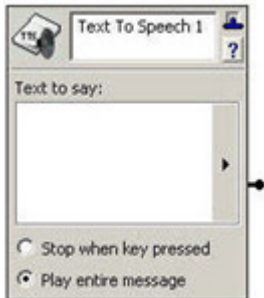 TTS
Text To Speech 1
?
Text to say:
Stop when key pressed
Play entire message